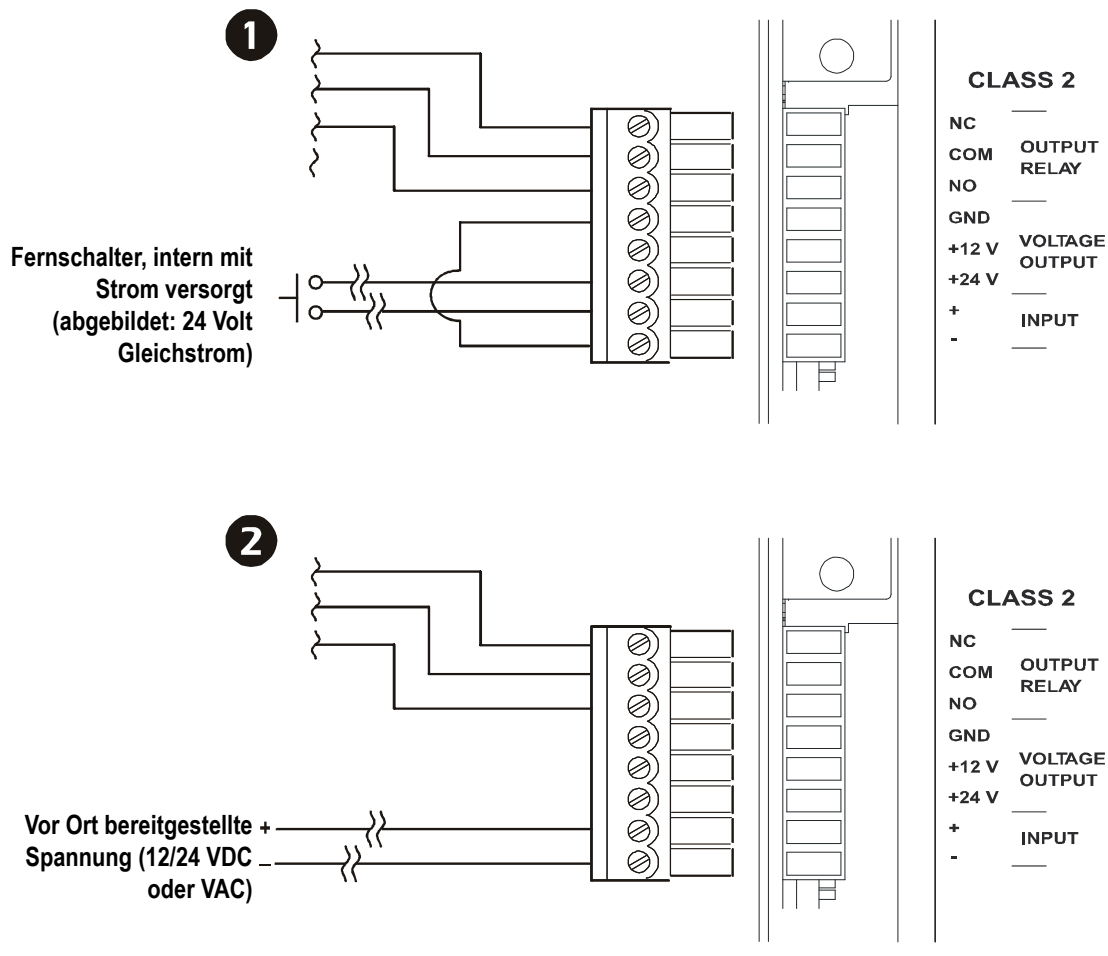 1
CLASS 2
NC
COM
NO
OUTPUT
RELAY
GND
+12 V
+24 V
VOLTAGE
OUTPUT
+
-
INPUT
Fernschalter, intern mit
Strom versorgt
(abgebildet: 24 Volt
Gleichstrom)
2
CLASS 2
NC
COM
NO
OUTPUT
RELAY
GND
+12 V
+24 V
VOLTAGE
OUTPUT
+
-
INPUT
Vor Ort bereitgestellte +
Spannung (12/24 VDC –
oder VAC)